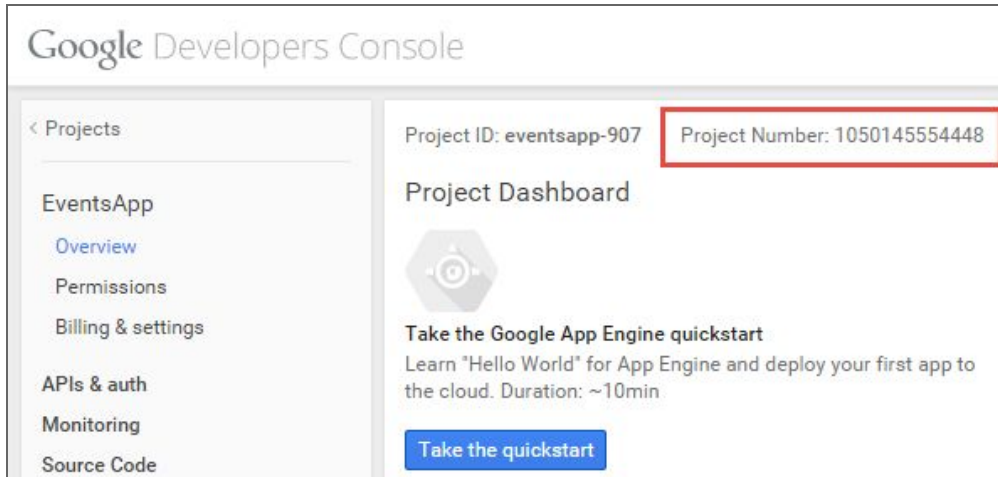 Google Developers Console
< Projects
EventsApp
Overview
Permissions
Billing & settings
APIs & auth
Monitoring
Source Code
Project ID: eventsapp-907
Project Number: 1050145554448
Project Dashboard
Take the Google App Engine quickstart
Learn "Hello World" for App Engine and deploy your first app to
the cloud. Duration: ~10min
Take the quickstart